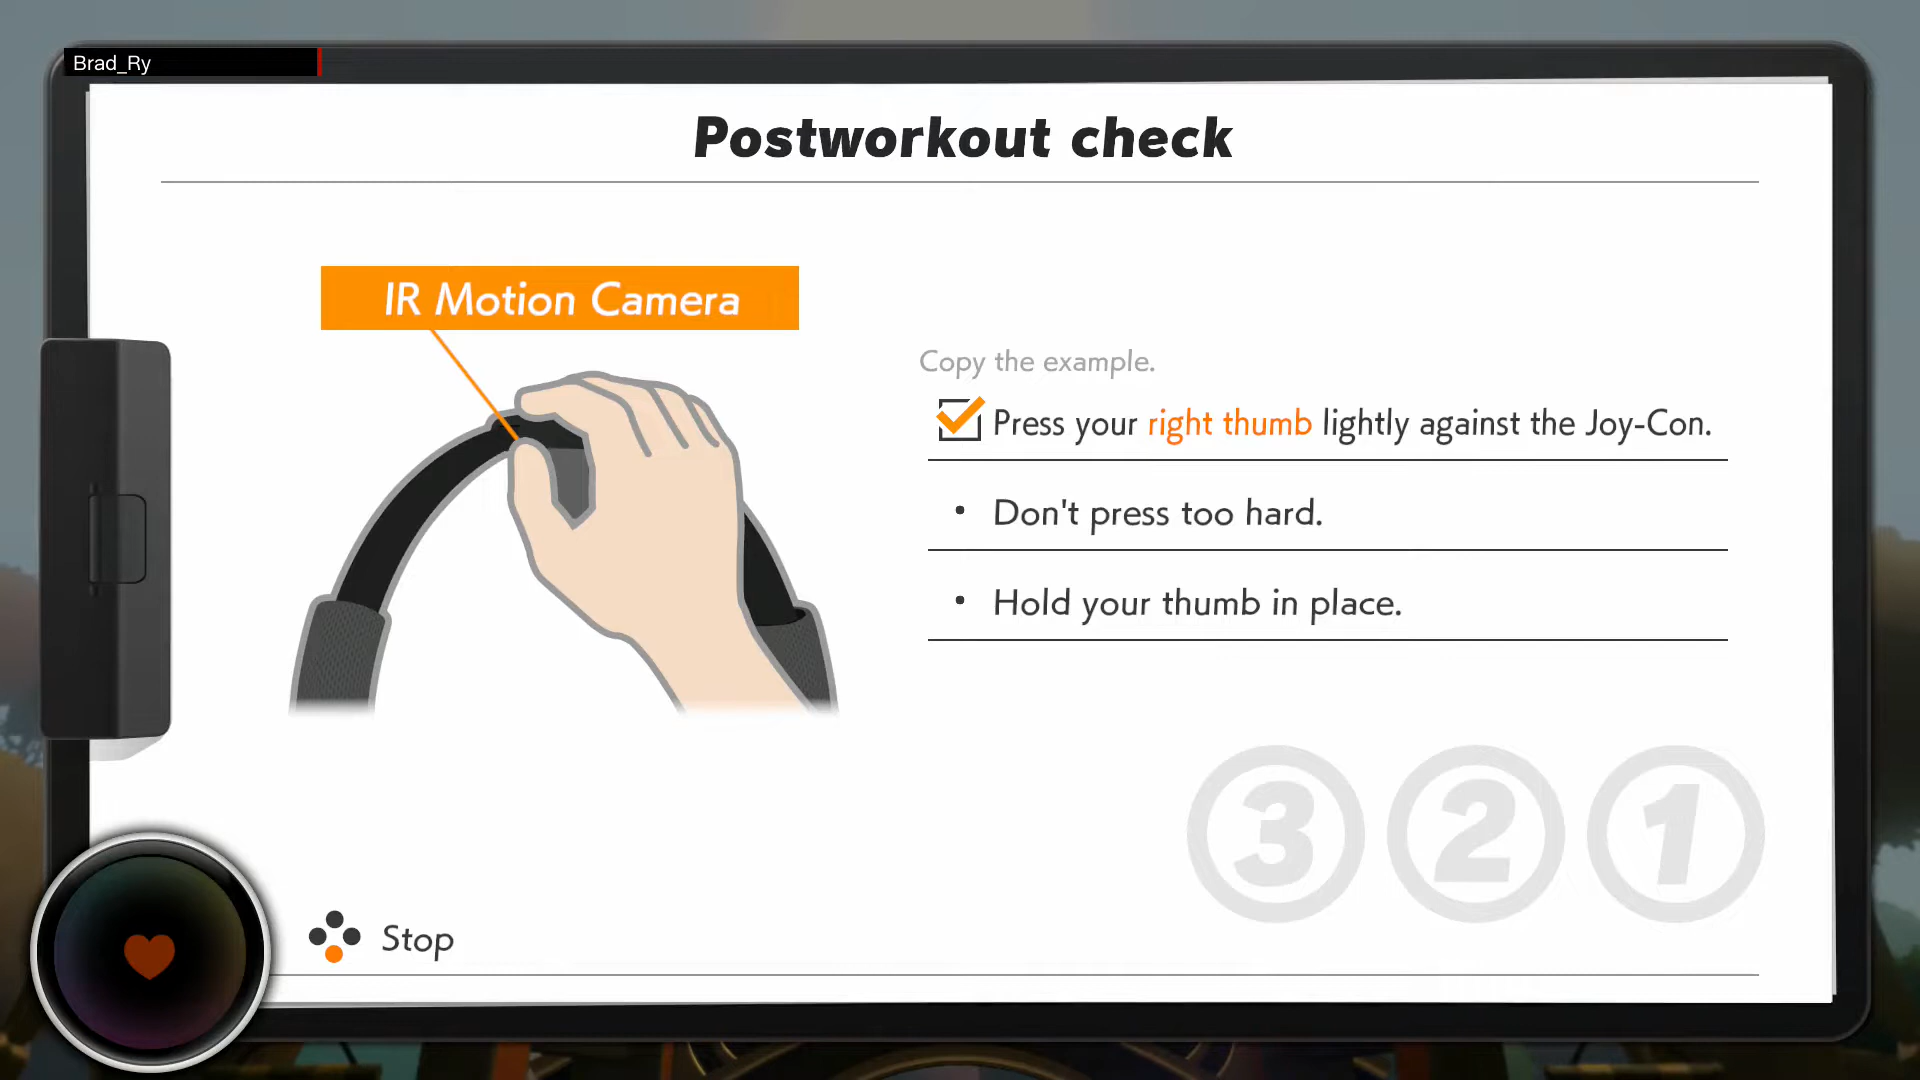 Brad_Ry
Postworkout check
IR Motion Camera
Copy the example.
Press your right thumb lightly against the Joy-Con.
• Don't press too hard.
• Hold your thumb in place.
3 2 1
Stop